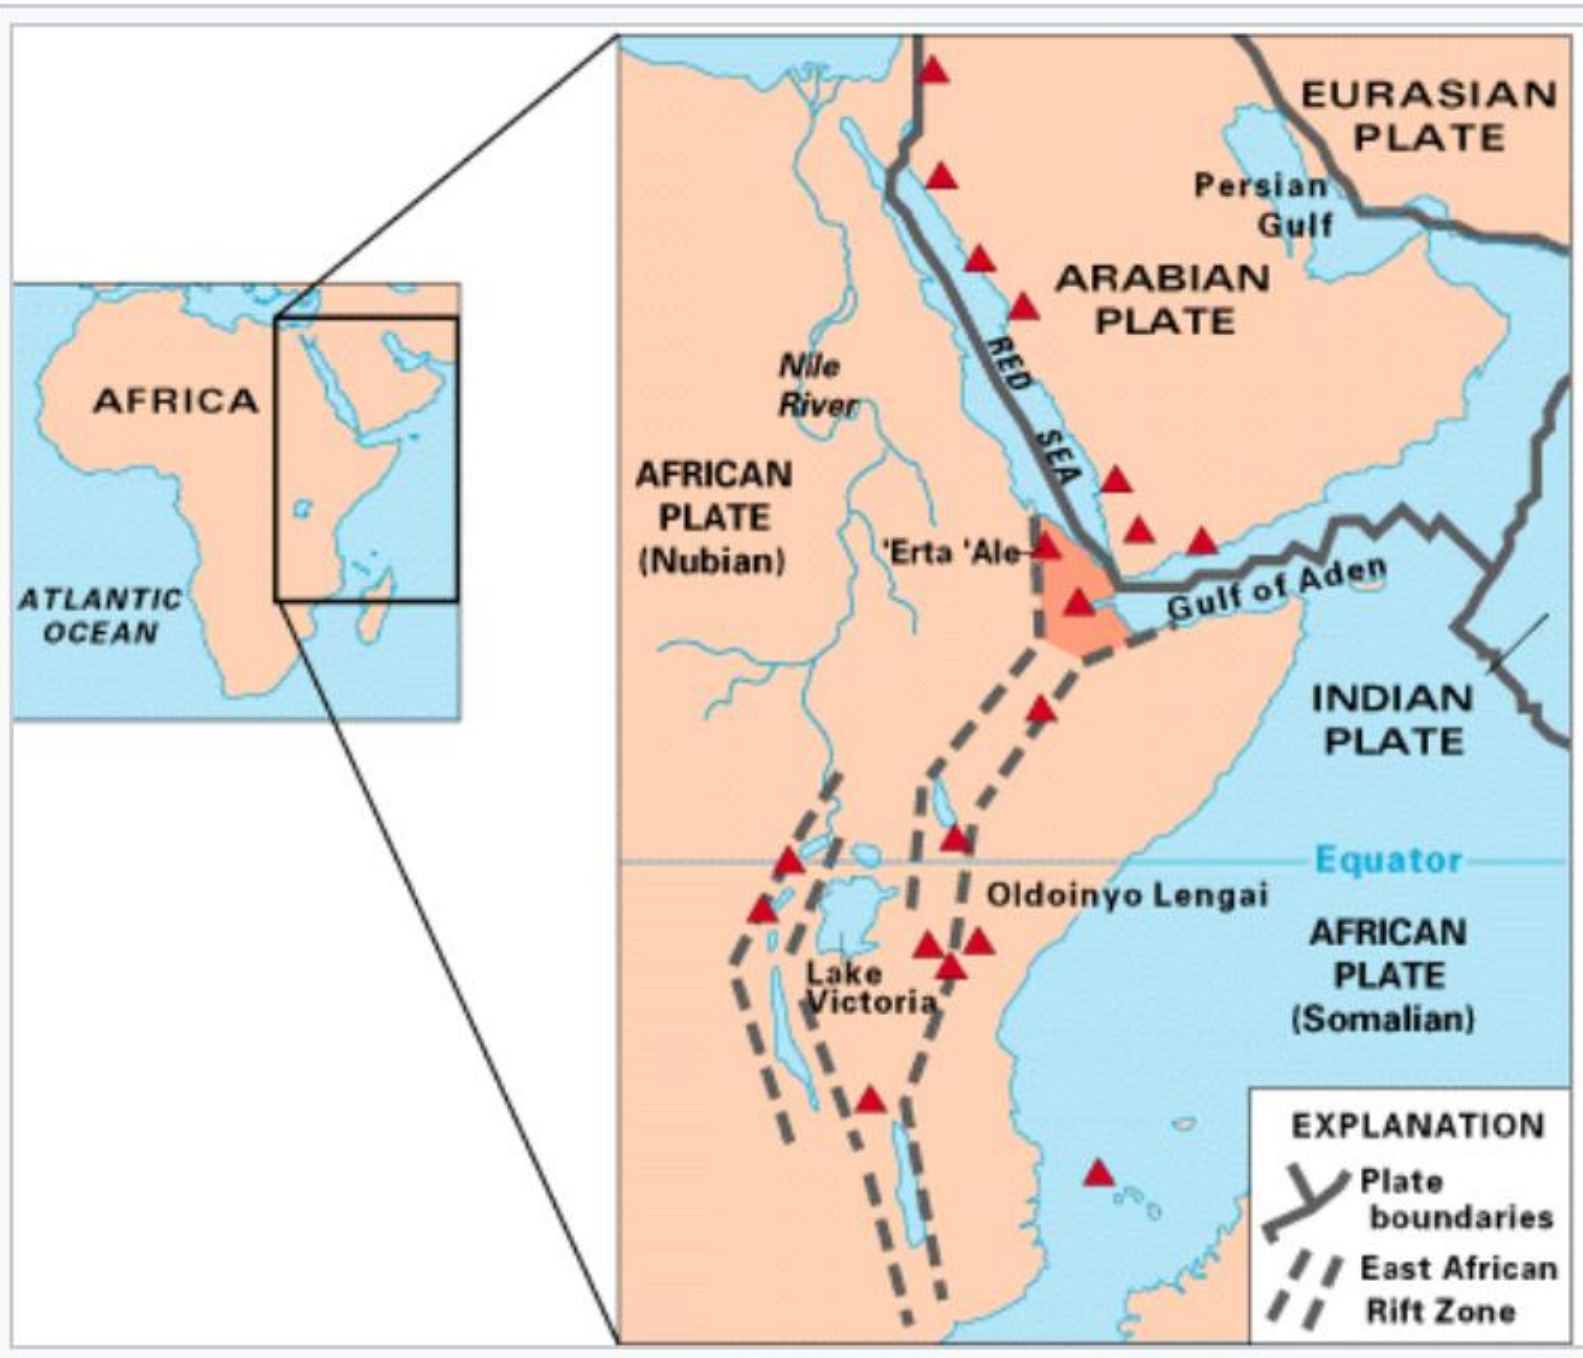 AFRICA
ATLANTIC
OCEAN
EURASIAN
PLATE
Persian
Gulf
ARABIAN
PLATE
RED
SEA
Nile
River
AFRICAN
PLATE
(Nubian)
'Erta 'Ale
Gulf of Aden
INDIAN
PLATE
Equator
Oldoinyo Lengai
AFRICAN
PLATE
(Somalian)
Lake
Victoria
EXPLANATION
Plate
boundaries
East African
Rift Zone